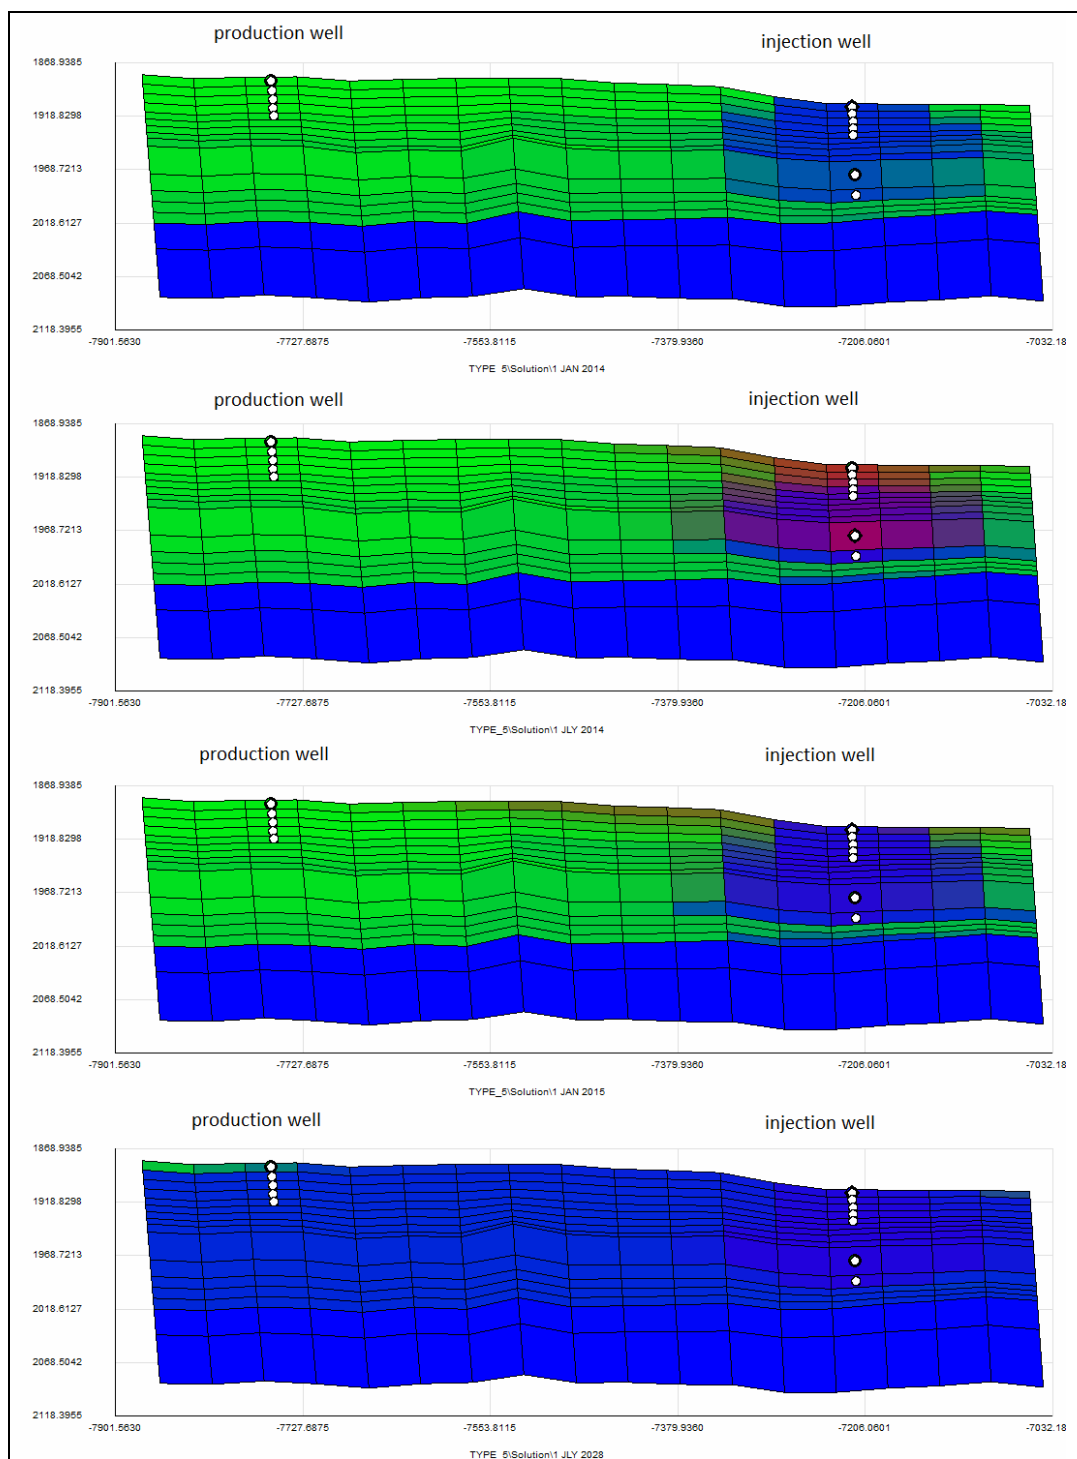 production well
injection well
1868.9385
1918.8298
1968.7213
2018.6127
2068.5042
2118.3955
-7901.5630 -7727.6875 -7553.8115 -7379.9360 -7206.0601 -7032.18
TYPE_5\Solution\1 JAN 2014
production well
injection well
1868.9385
1918.8298
1968.7213
2018.6127
2068.5042
2118.3955
-7901.5630 -7727.6875 -7553.8115 -7379.9360 -7206.0601 -7032.18
TYPE_5\Solution\1 JLY 2014
production well
injection well
1868.9385
1918.8298
1968.7213
2018.6127
2068.5042
2118.3955
-7901.5630 -7727.6875 -7553.8115 -7379.9360 -7206.0601 -7032.18
TYPE_5\Solution\1 JAN 2015
production well
injection well
1868.9385
1918.8298
1968.7213
2018.6127
2068.5042
2118.3955
-7901.5630 -7727.6875 -7553.8115 -7379.9360 -7206.0601 -7032.18
TYPE_5\Solution\1 JLY 2028